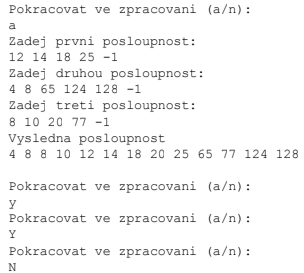 Pokracovat ve zpracovani (a/n):
a
Zadej prvni posloupnost:
12 14 18 25 -1
Zadej druhou posloupnost:
4 8 65 124 128 -1
Zadej treti posloupnost:
8 10 20 77 -1
Vysledna posloupnost
4 8 8 10 12 14 18 20 25 65 77 124 128
Pokracovat ve zpracovani (a/n):
y
Pokracovat ve zpracovani (a/n):
Y
Pokracovat ve zpracovani (a/n):
N